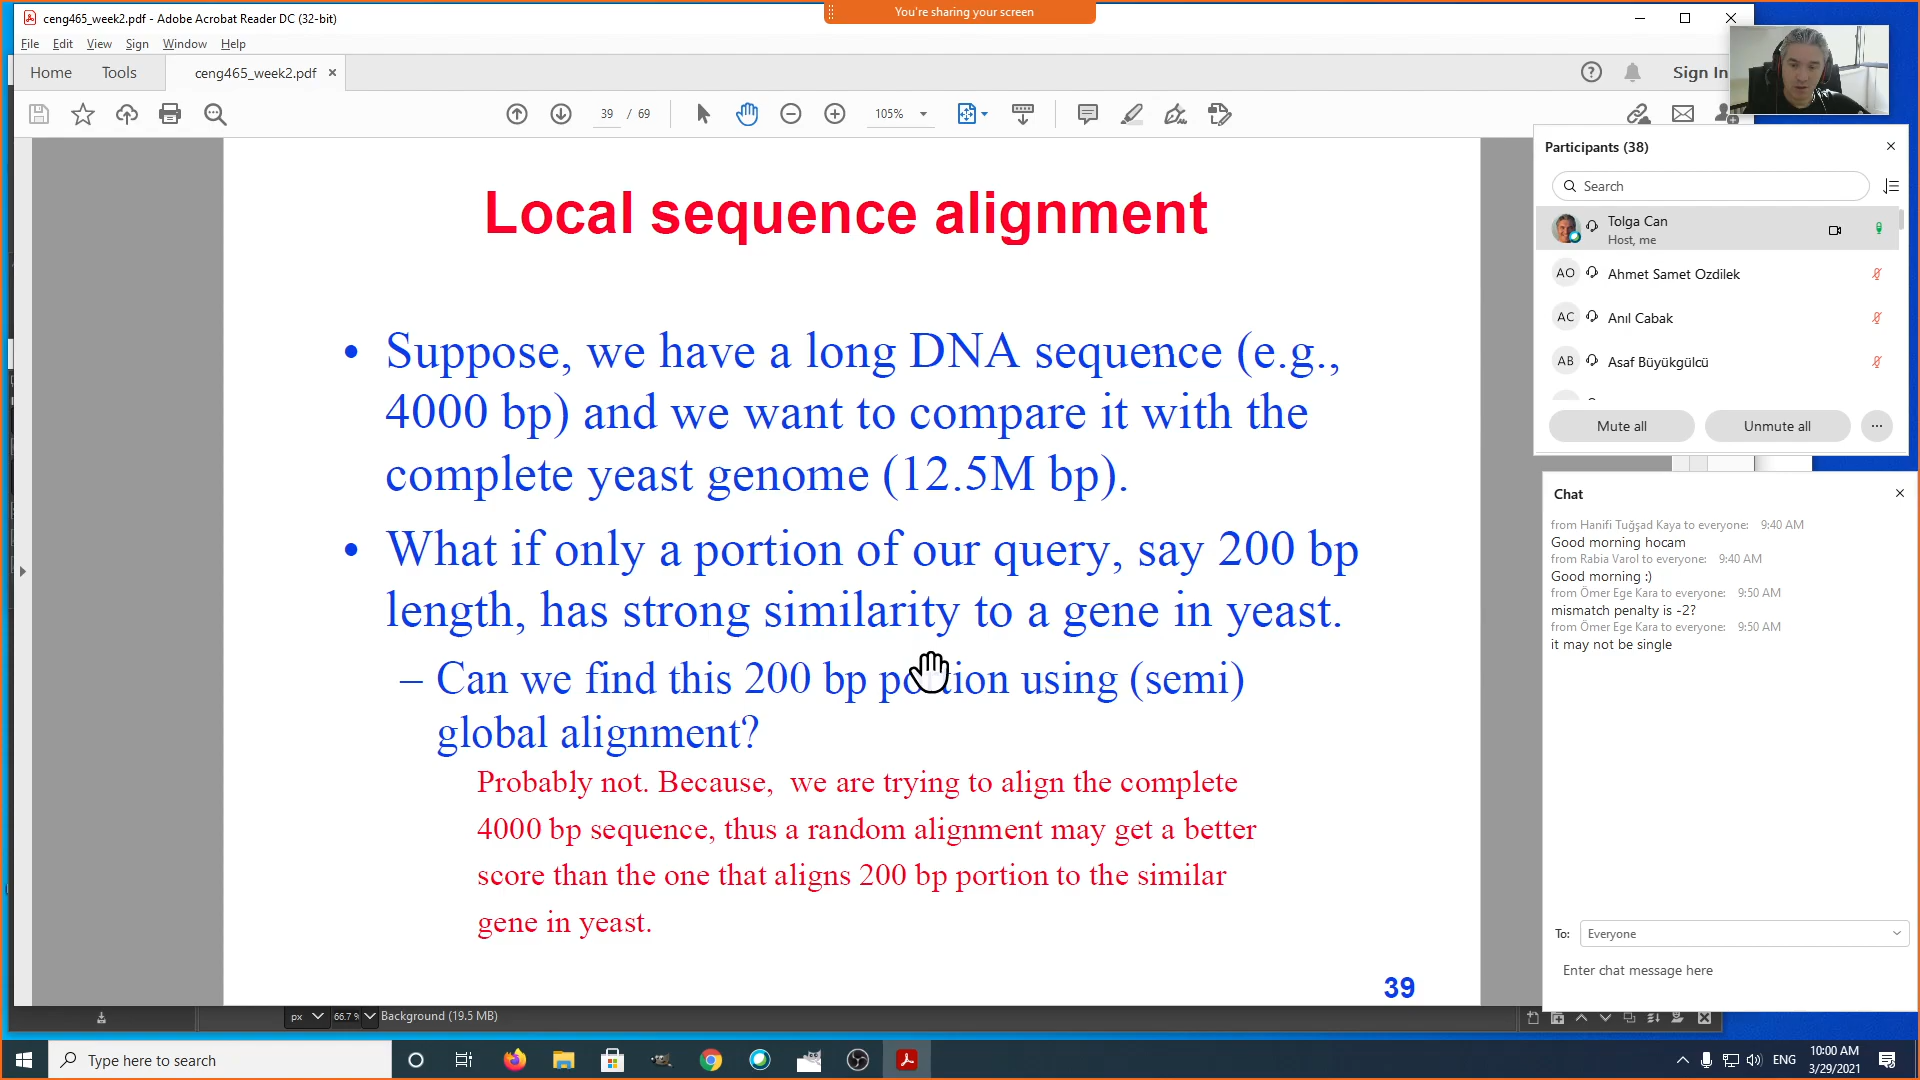 ceng465_week2.pdf - Adobe Acrobat Reader DC (32-bit)
You're sharing your screen
File Edit View Sign Window Help
Home Tools ceng465_week2.pdf ×
Sign In
39 / 69 105%
Local sequence alignment
• Suppose, we have a long DNA sequence (e.g.,
4000 bp) and we want to compare it with the
complete yeast genome (12.5M bp).
• What if only a portion of our query, say 200 bp
length, has strong similarity to a gene in yeast.
– Can we find this 200 bp portion using (semi)
global alignment?
Probably not. Because, we are trying to align the complete
4000 bp sequence, thus a random alignment may get a better
score than the one that aligns 200 bp portion to the similar
gene in yeast.
39
Participants (38)
Search
Tolga Can
Host, me
AO Ahmet Samet Ozdilek
AC Anıl Cabak
AB Asaf Büyükgülcü
Mute all Unmute all
Chat
from Hanifi Tuğşad Kaya to everyone: 9:40 AM
Good morning hocam
from Rabia Varol to everyone: 9:40 AM
Good morning :)
from Ömer Ege Kara to everyone: 9:50 AM
mismatch penalty is -2?
from Ömer Ege Kara to everyone: 9:50 AM
it may not be single
To: Everyone
Enter chat message here
px 66.7 % Background (19.5 MB)
Type here to search
ENG
10:00 AM
3/29/2021